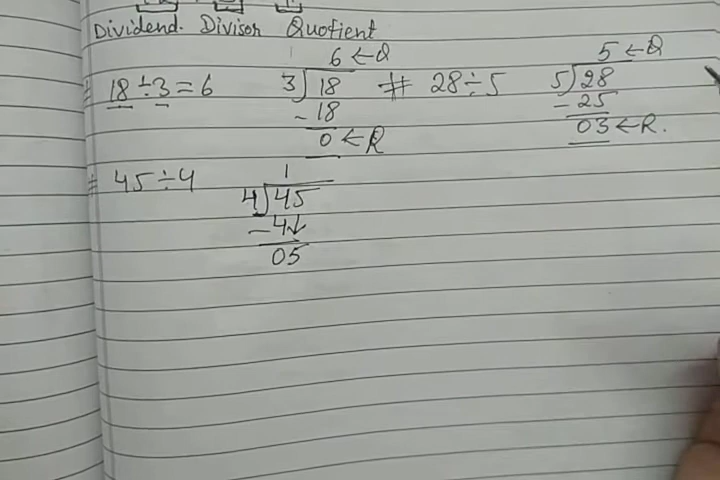 Dividend. Divisor Quotient
18 ÷ 3 = 6
6 ← Q
3)18
- 18
0 ← R
# 28 ÷ 5
5 ← Q
5)28
- 25
03 ← R.
45 ÷ 4
1
4)45
- 4↓
05